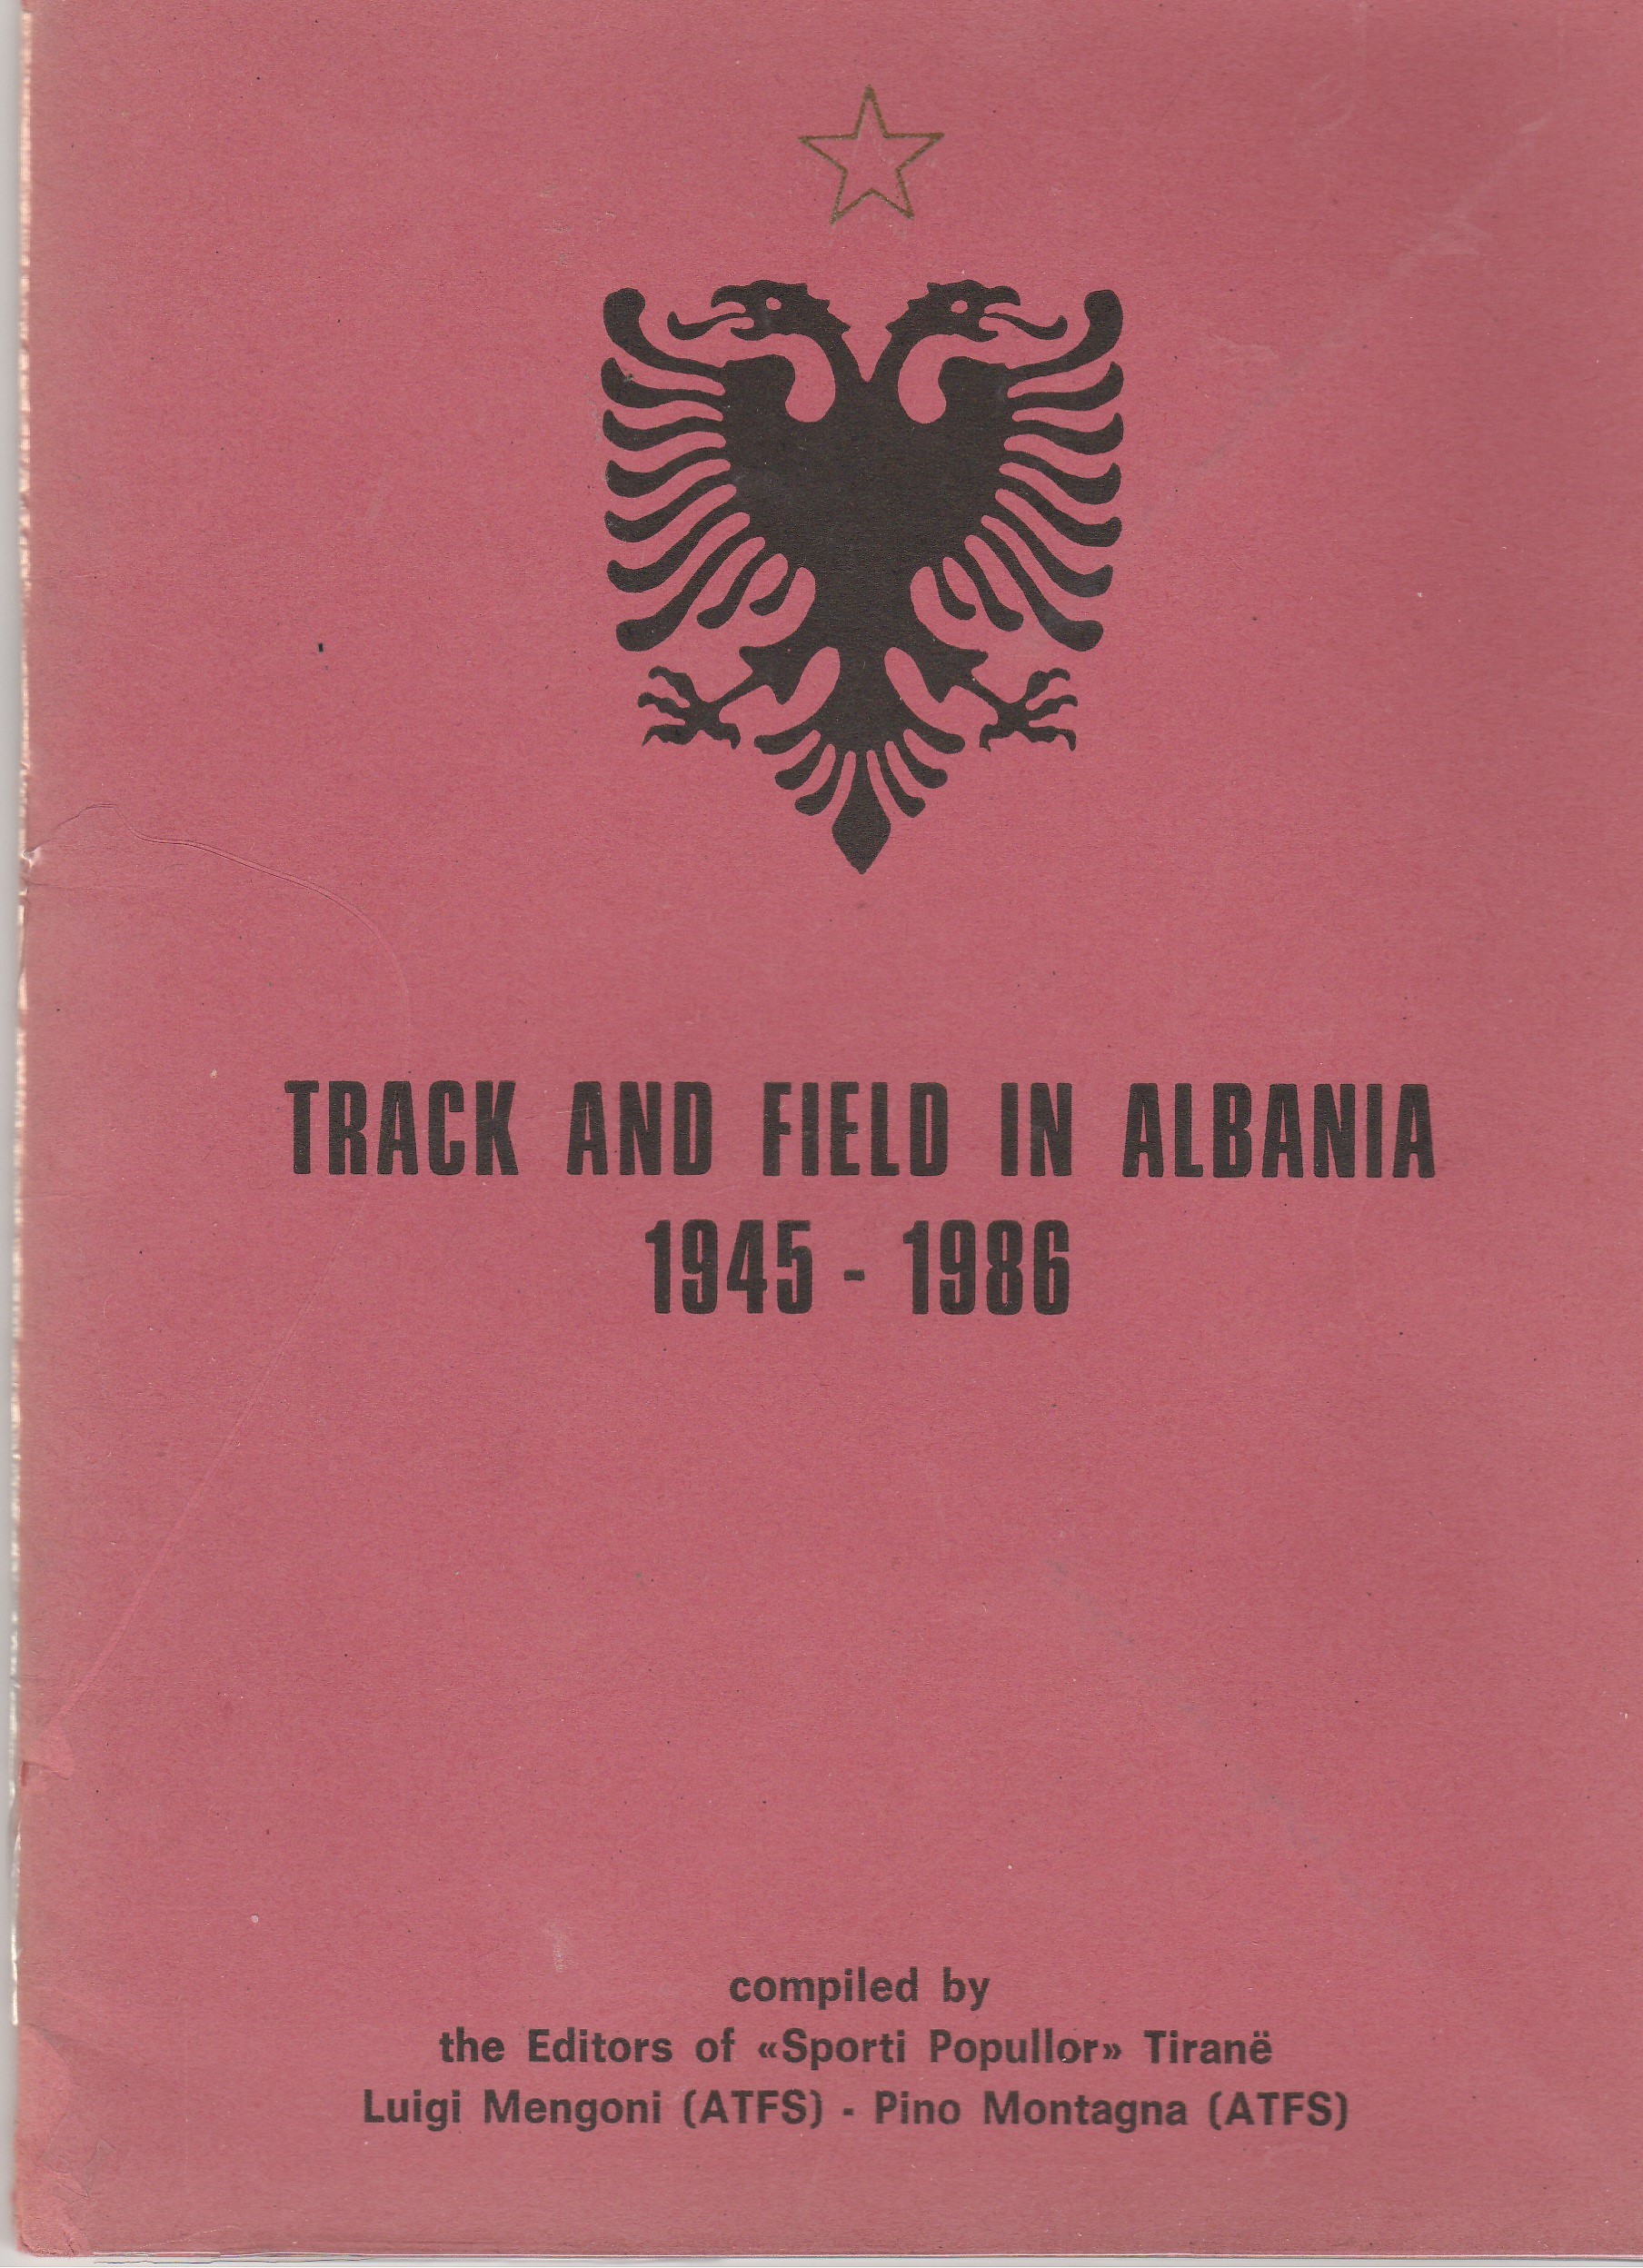 TRACK AND FIELD IN ALBANIA
1945 - 1986
compiled by
the Editors of «Sporti Popullor» Tiranë
Luigi Mengoni (ATFS) - Pino Montagna (ATFS)